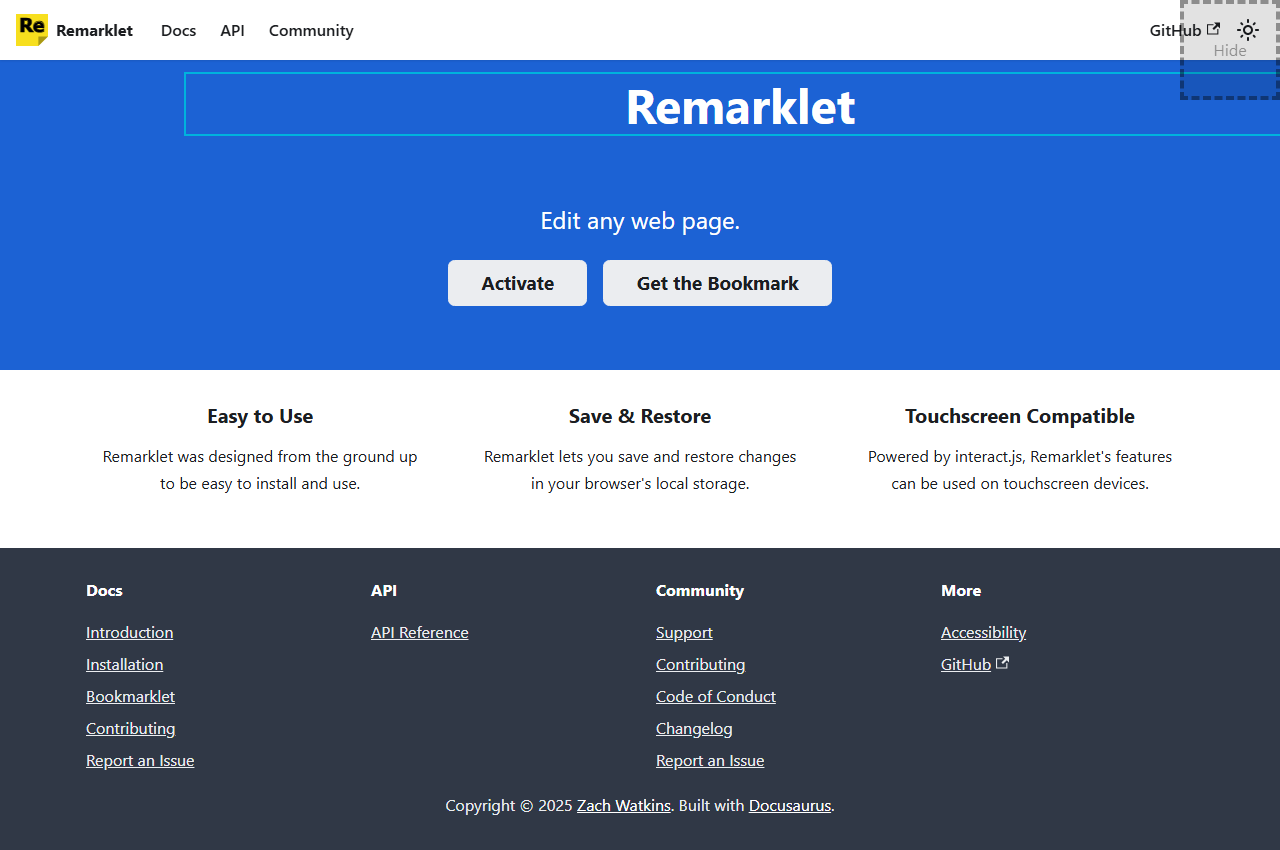 Re Remarklet Docs API Community GitHub
Hide
Remarklet
Edit any web page.
Activate Get the Bookmark
Easy to Use
Remarklet was designed from the ground up
to be easy to install and use.
Save & Restore
Remarklet lets you save and restore changes
in your browser's local storage.
Touchscreen Compatible
Powered by interact.js, Remarklet's features
can be used on touchscreen devices.
Docs
Introduction
Installation
Bookmarklet
Contributing
Report an Issue
API
API Reference
Community
Support
Contributing
Code of Conduct
Changelog
Report an Issue
More
Accessibility
GitHub
Copyright © 2025 Zach Watkins. Built with Docusaurus.